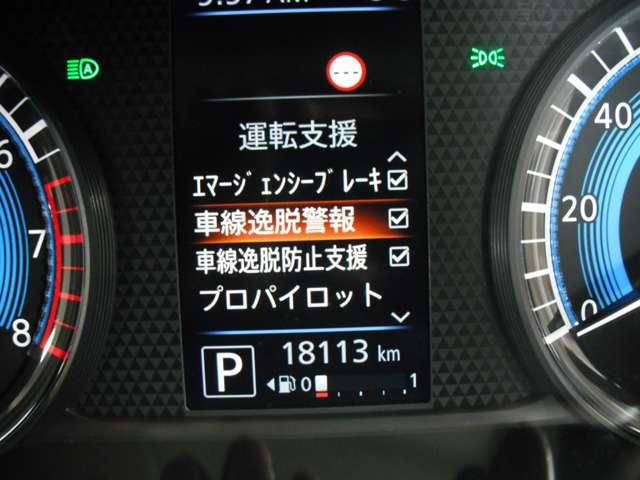 運転支援
ｴﾏｰｼﾞｪﾝｼｰﾌﾞﾚｰｷ
車線逸脱警報
車線逸脱防止支援
プロパイロット
P
18113 km
0 1
A
6
7
8
40
20
0